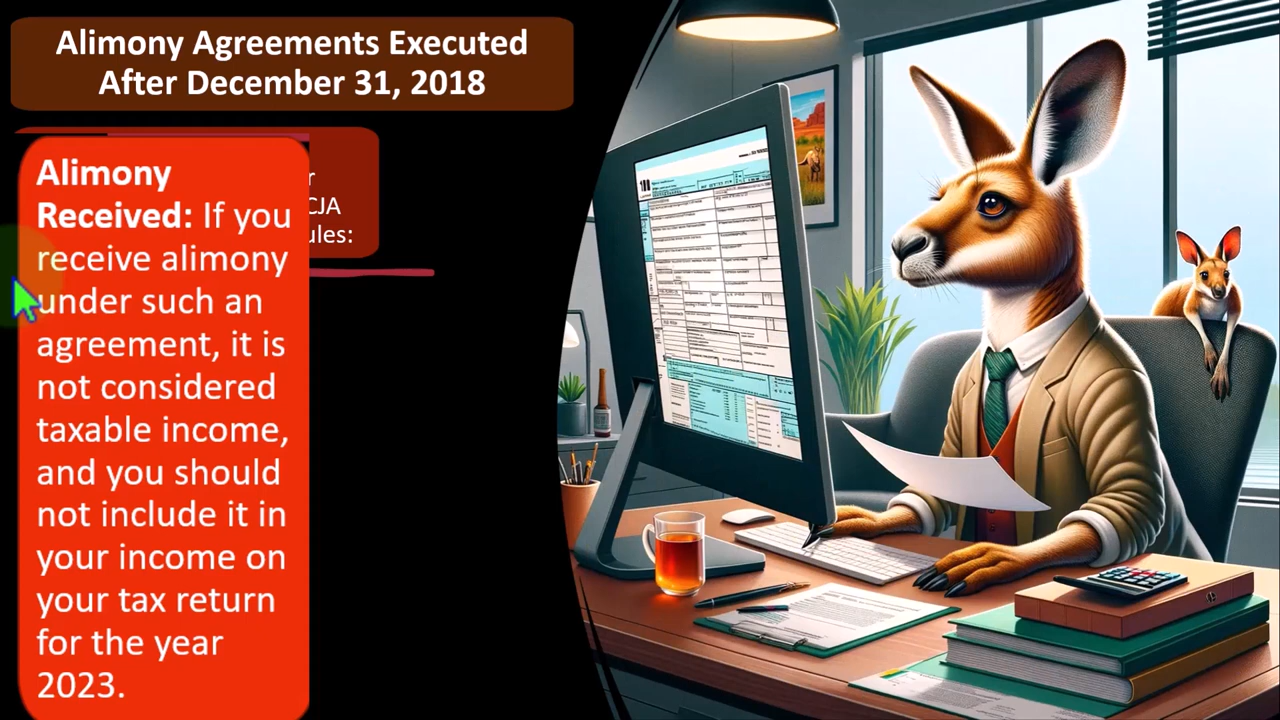 Alimony Agreements Executed
After December 31, 2018
Alimony
Received: If you
receive alimony
under such an
agreement, it is
not considered
taxable income,
and you should
not include it in
your income on
your tax return
for the year
2023.